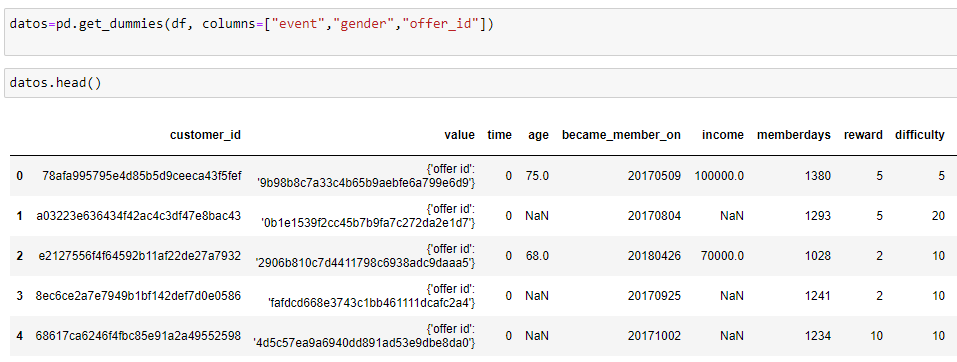 datos=pd.get_dummies(df, columns=["event","gender","offer_id"])
datos.head()
customer_id value time age became_member_on income memberdays reward difficulty
0 78afa995795e4d85b5d9ceeca43f5fef {'offer id': '9b98b8c7a33c4b65b9aebfe6a799e6d9'} 0 75.0 20170509 100000.0 1380 5 5
1 a03223e636434f42ac4c3df47e8bac43 {'offer id': '0b1e1539f2cc45b7b9fa7c272da2e1d7'} 0 NaN 20170804 NaN 1293 5 20
2 e2127556f4f64592b11af22de27a7932 {'offer id': '2906b810c7d4411798c6938adc9daaa5'} 0 68.0 20180426 70000.0 1028 2 10
3 8ec6ce2a7e7949b1bf142def7d0e0586 {'offer id': 'fafdcd668e3743c1bb461111dcafc2a4'} 0 NaN 20170925 NaN 1241 2 10
4 68617ca6246f4fbc85e91a2a49552598 {'offer id': '4d5c57ea9a6940dd891ad53e9dbe8da0'} 0 NaN 20171002 NaN 1234 10 10